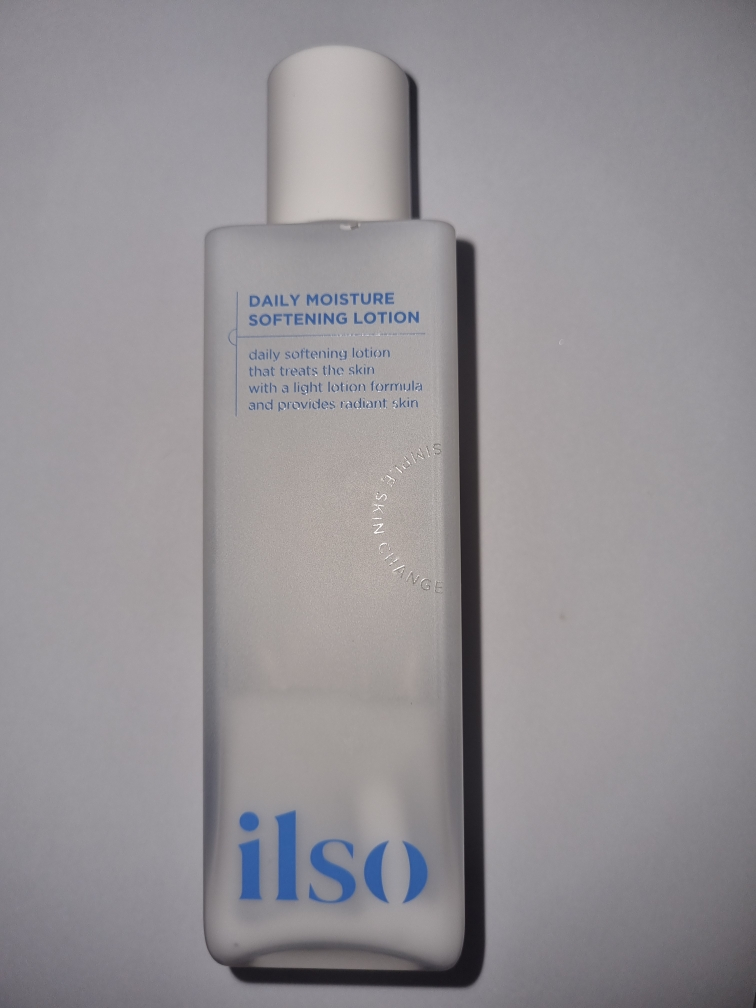 DAILY MOISTURE
SOFTENING LOTION
daily softening lotion
that treats the skin
with a light lotion formula
and provides radiant skin
SIMPLE SKIN CHANGE
ilso